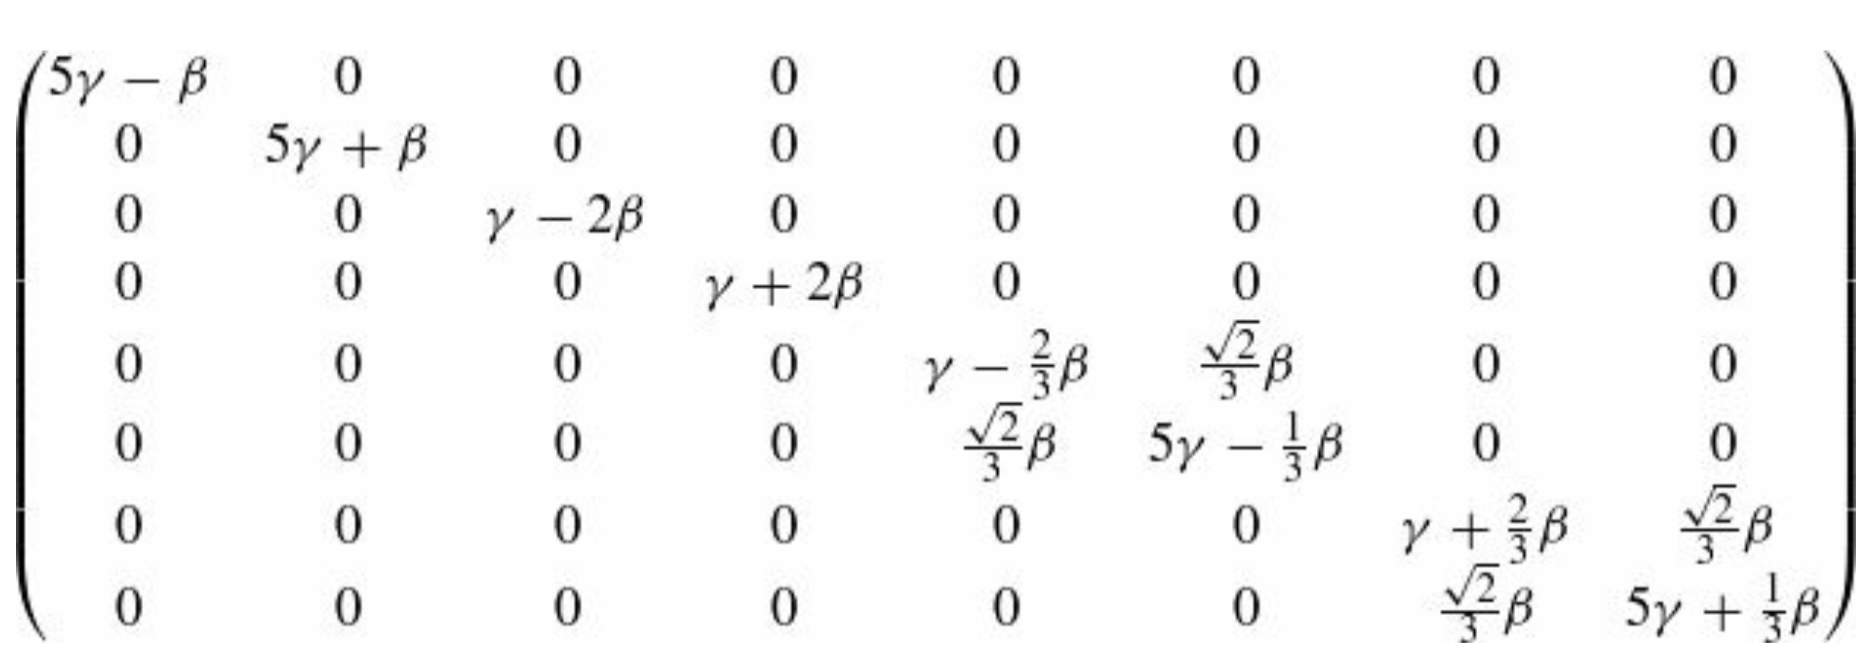 5γ − β 0 0 0 0 0 0 0
0 5γ + β 0 0 0 0 0 0
0 0 γ − 2β 0 0 0 0 0
0 0 0 γ + 2β 0 0 0 0
0 0 0 0 γ − 2/3β √2/3β 0 0
0 0 0 0 √2/3β 5γ − 1/3β 0 0
0 0 0 0 0 0 γ + 2/3β √2/3β
0 0 0 0 0 0 √2/3β 5γ + 1/3β